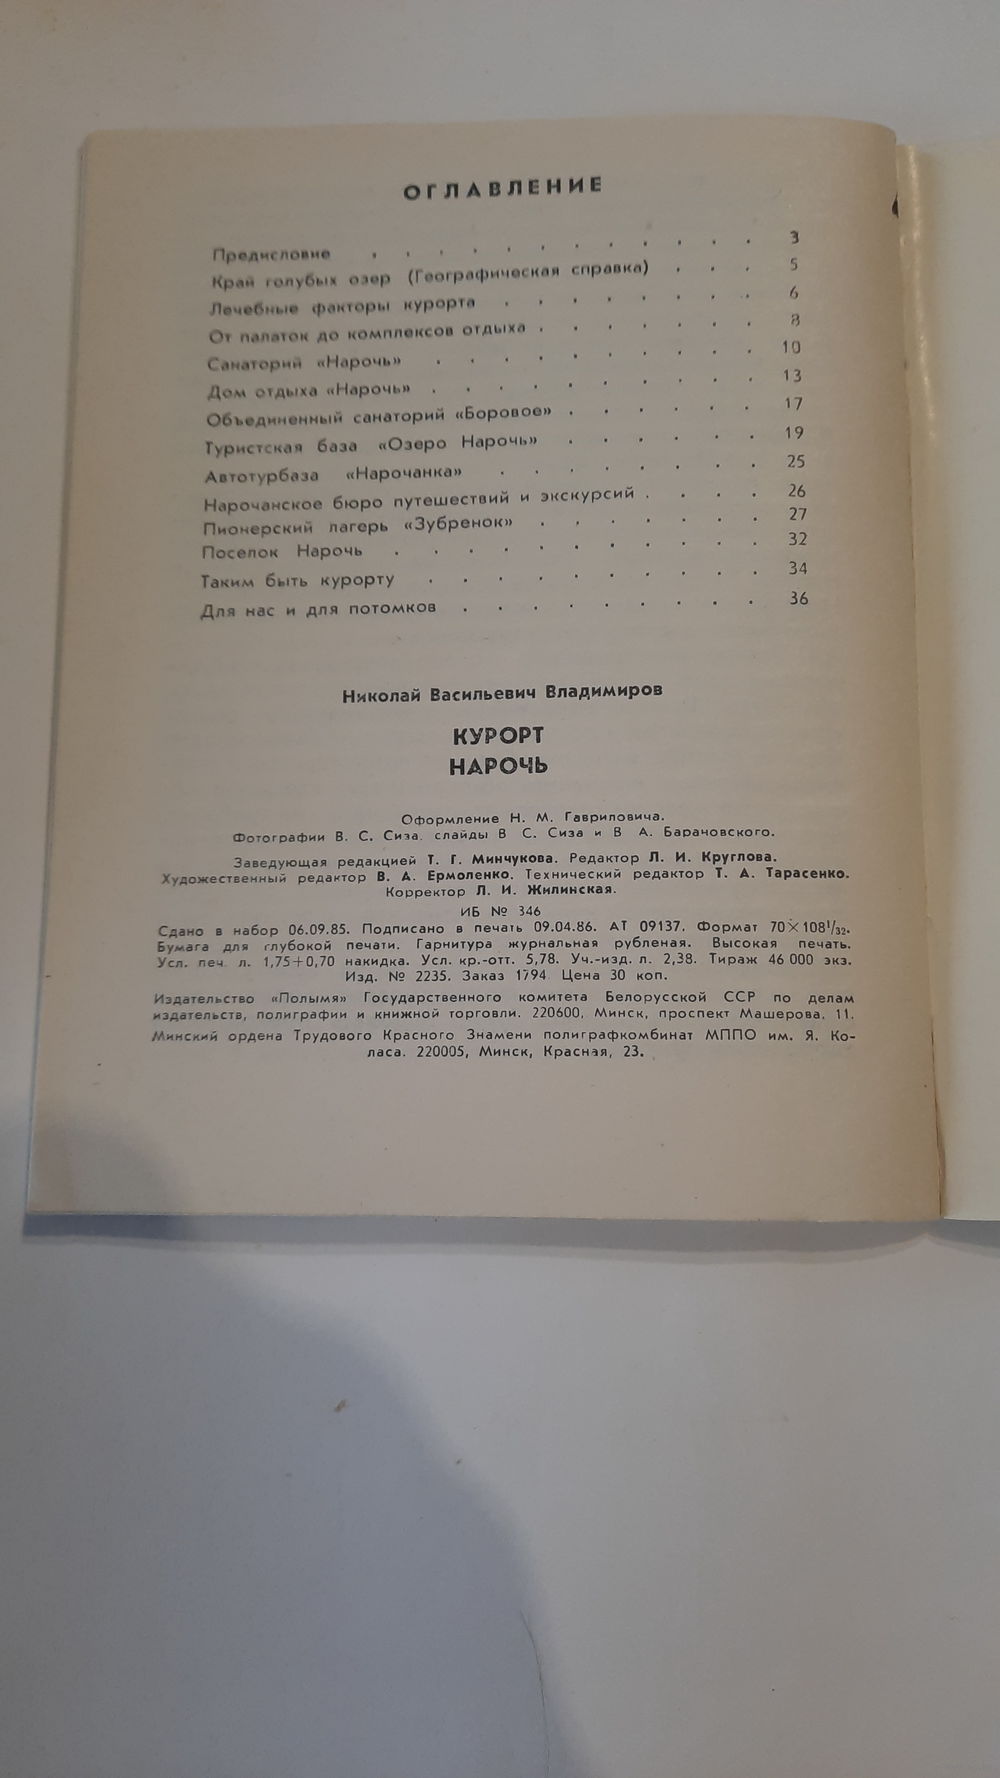 ОГЛАВЛЕНИЕ
Предисловие . . . . . . . . . . . . 3
Край голубых озер (Географическая справка) . . . 5
Лечебные факторы курорта . . . . . . . . 6
От палаток до комплексов отдыха . . . . . . . 8
Санаторий «Нарочь» . . . . . . . . . . 10
Дом отдыха «Нарочь» . . . . . . . . . . 13
Объединенный санаторий «Боровое» . . . . . . 17
Туристская база «Озеро Нарочь» . . . . . . 19
Автотурбаза «Нарочанка» . . . . . . . . 25
Нарочанское бюро путешествий и экскурсий . . . . 26
Пионерский лагерь «Зубренок» . . . . . . . 27
Поселок Нарочь . . . . . . . . . . . 32
Таким быть курорту . . . . . . . . . . 34
Для нас и для потомков . . . . . . . . . 36
Николай Васильевич Владимиров
КУРОРТ
НАРОЧЬ
Оформление Н. М. Гавриловича.
Фотографии В. С. Сиза, слайды В С. Сиза и В А. Барановского.
Заведующая редакцией Т. Г. Минчукова. Редактор Л. И. Круглова.
Художественный редактор В. А. Ермоленко. Технический редактор Т. А. Тарасенко.
Корректор Л. И. Жилинская.
ИБ № 346
Сдано в набор 06.09.85. Подписано в печать 09.04.86. АТ 09137. Формат 70×108¹/₃₂.
Бумага для глубокой печати. Гарнитура журнальная рубленая. Высокая печать.
Усл. печ. л. 1,75+0,70 накидка. Усл. кр.-отт. 5,78. Уч.-изд. л. 2,38. Тираж 46 000 экз.
Изд. № 2235. Заказ 1794. Цена 30 коп.
Издательство «Полымя» Государственного комитета Белорусской ССР по делам
издательств, полиграфии и книжной торговли. 220600, Минск, проспект Машерова, 11.
Минский ордена Трудового Красного Знамени полиграфкомбинат МППО им. Я. Ко-
ласа. 220005, Минск, Красная, 23.